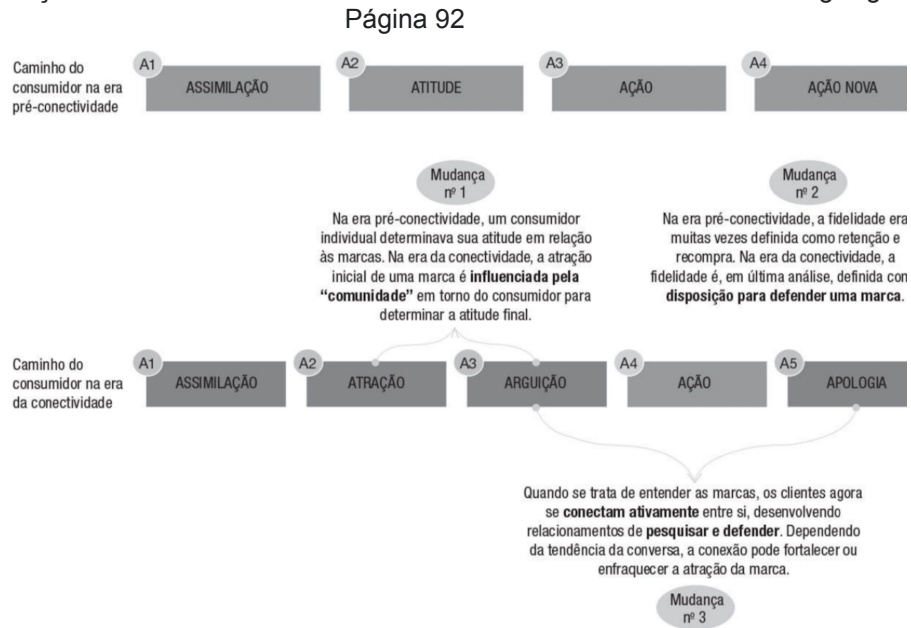 Página 92
Caminho do
consumidor na era
pré-conectividade
A1
ASSIMILAÇÃO
A2
ATITUDE
A3
AÇÃO
A4
AÇÃO NOVA
Mudança
nº 1
Na era pré-conectividade, um consumidor
individual determinava sua atitude em relação
às marcas. Na era da conectividade, a atração
inicial de uma marca é influenciada pela
“comunidade” em torno do consumidor para
determinar a atitude final.
Mudança
nº 2
Na era pré-conectividade, a fidelidade era
muitas vezes definida como retenção e
recompra. Na era da conectividade, a
fidelidade é, em última análise, definida
disposição para defender uma marca.
Caminho do
consumidor na era
da conectividade
A1
ASSIMILAÇÃO
A2
ATRAÇÃO
A3
ARGUIÇÃO
A4
AÇÃO
A5
APOLOGIA
Quando se trata de entender as marcas, os clientes agora
se conectam ativamente entre si, desenvolvendo
relacionamentos de pesquisar e defender. Dependendo
da tendência da conversa, a conexão pode fortalecer ou
enfraquecer a atração da marca.
Mudança
nº 3